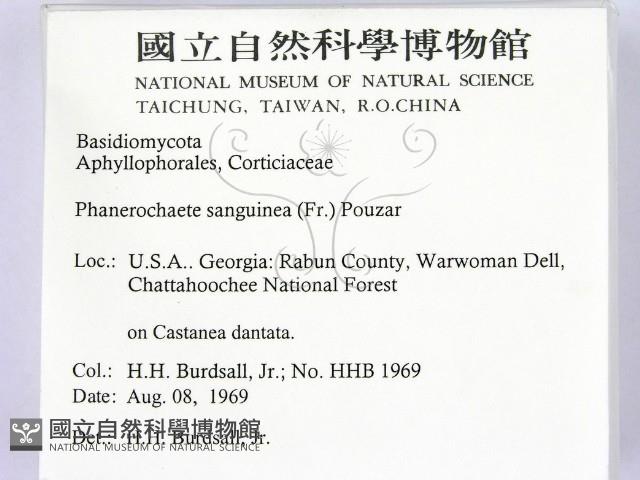 國立自然科學博物館
NATIONAL MUSEUM OF NATURAL SCIENCE
TAICHUNG, TAIWAN, R.O.CHINA
Basidiomycota
Aphyllophorales, Corticiaceae
Phanerochaete sanguinea (Fr.) Pouzar
Loc.: U.S.A.. Georgia: Rabun County, Warwoman Dell,
Chattahoochee National Forest
on Castanea dantata.
Col.: H.H. Burdsall, Jr.; No. HHB 1969
Date: Aug. 08, 1969
Det.: H.H. Burdsall, Jr.
國立自然科學博物館
NATIONAL MUSEUM OF NATURAL SCIENCE